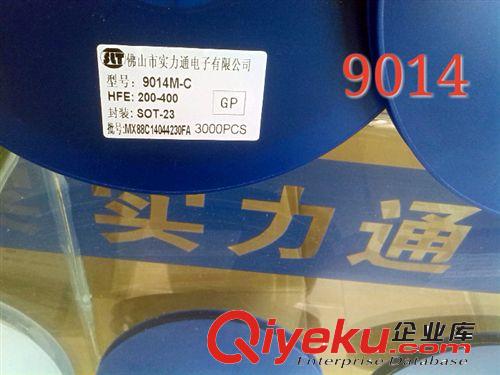 SLT 佛山市实力通电子有限公司
型号: 9014M-C
HFE: 200-400
GP
封装: SOT-23
批号:MX88C14044230FA 3000PCS
9014
实力通
Qiyeku企业库
Enterprise Database